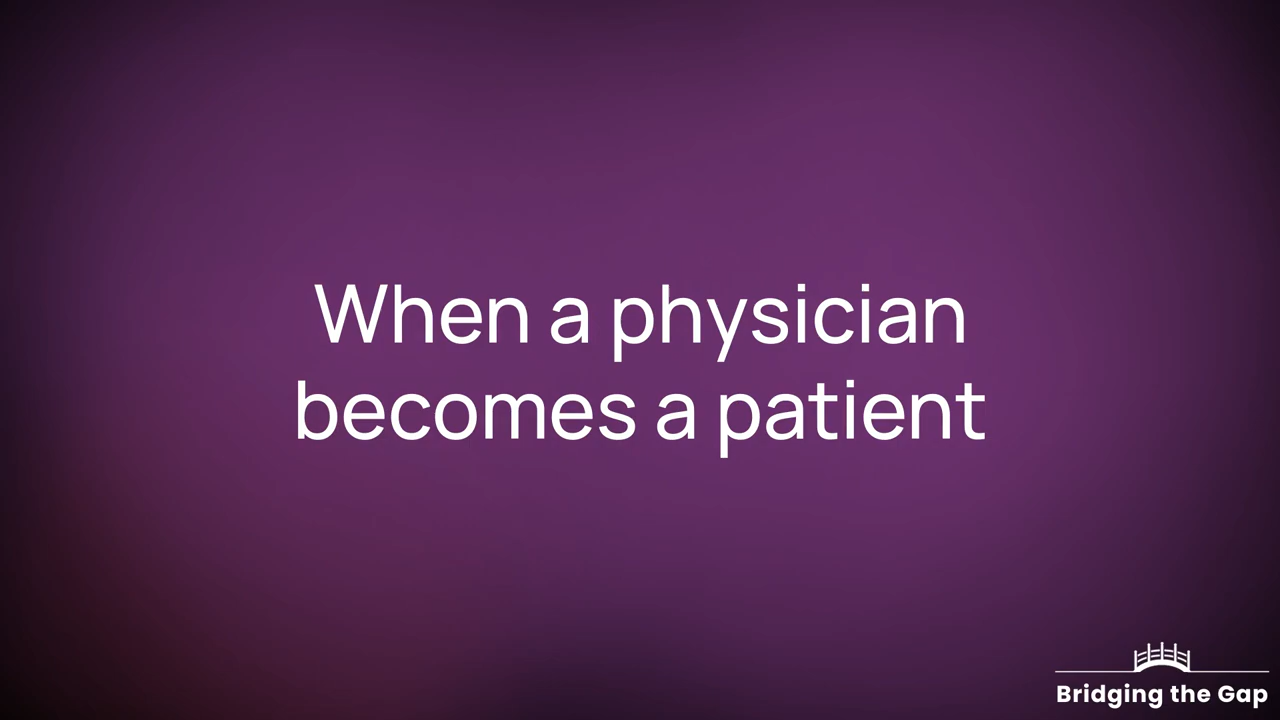 When a physician
becomes a patient
Bridging the Gap